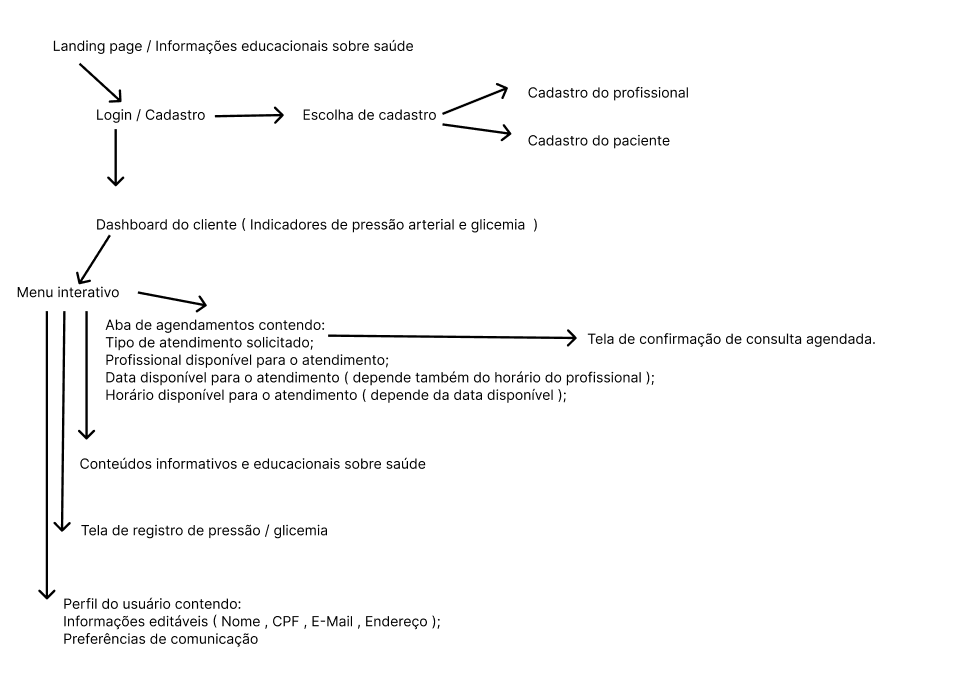 Landing page / Informações educacionais sobre saúde
Login / Cadastro
Escolha de cadastro
Cadastro do profissional
Cadastro do paciente
Dashboard do cliente ( Indicadores de pressão arterial e glicemia )
Menu interativo
Aba de agendamentos contendo:
Tipo de atendimento solicitado;
Profissional disponível para o atendimento;
Data disponível para o atendimento ( depende também do horário do profissional );
Horário disponível para o atendimento ( depende da data disponível );
Tela de confirmação de consulta agendada.
Conteúdos informativos e educacionais sobre saúde
Tela de registro de pressão / glicemia
Perfil do usuário contendo:
Informações editáveis ( Nome , CPF , E-Mail , Endereço );
Preferências de comunicação